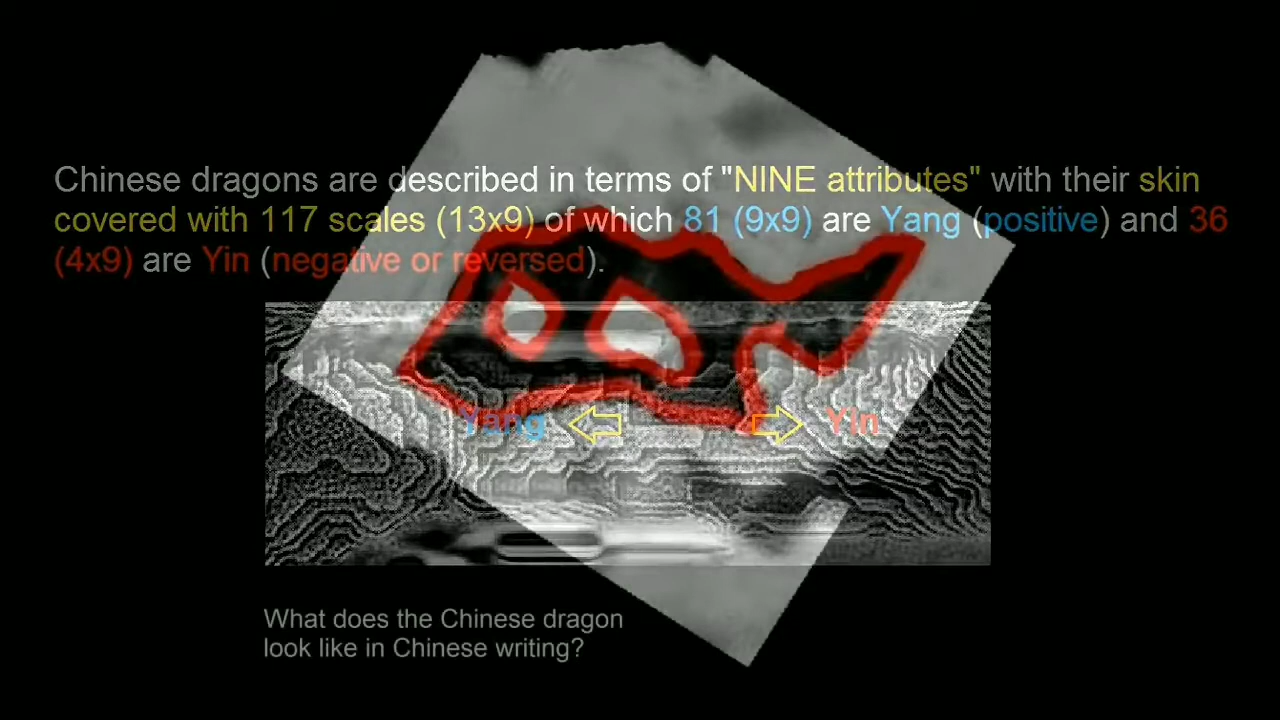 Chinese dragons are described in terms of "NINE attributes" with their skin
covered with 117 scales (13x9) of which 81 (9x9) are Yang (positive) and 36
(4x9) are Yin (negative or reversed).
Yang Yin
What does the Chinese dragon
look like in Chinese writing?